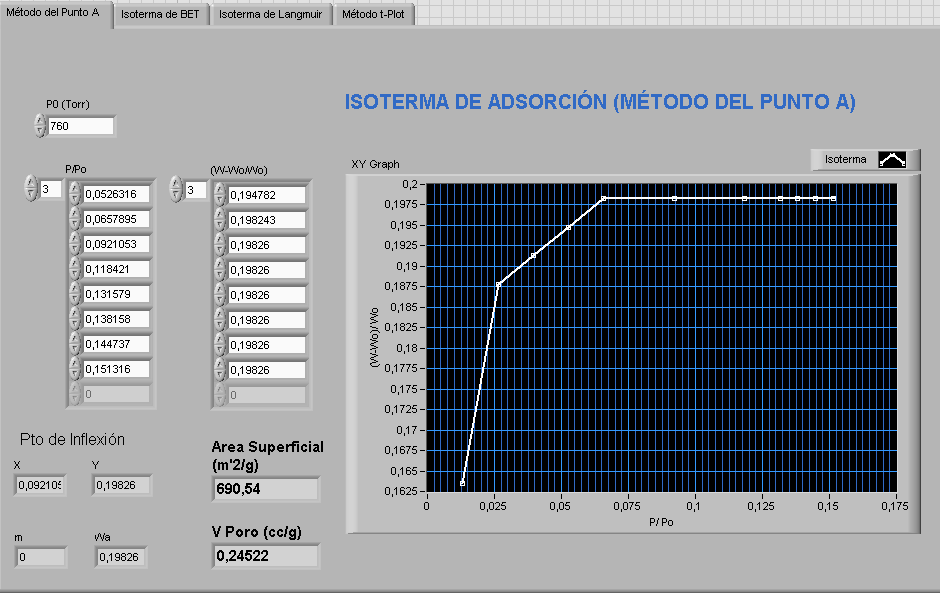 Método del Punto A
Isoterma de BET
Isoterma de Langmuir
Método t-Plot
P0 (Torr)
760
ISOTERMA DE ADSORCIÓN (MÉTODO DEL PUNTO A)
P/Po
3
0,0526316
0,0657895
0,0921053
0,118421
0,131579
0,138158
0,144737
0,151316
0
(W-Wo/Wo)
3
0,194782
0,198243
0,19826
0,19826
0,19826
0,19826
0,19826
0,19826
0
XY Graph
Isoterma
0,2
0,1975
0,195
0,1925
0,19
0,1875
0,185
0,1825
0,18
0,1775
0,175
0,1725
0,17
0,1675
0,165
0,1625
(W-Wo)/ Wo
0
0,025
0,05
0,075
0,1
0,125
0,15
0,175
P/ Po
Pto de Inflexión
X
0,092105
Y
0,19826
m
0
Wa
0,19826
Area Superficial
(m'2/g)
690,54
V Poro (cc/g)
0,24522